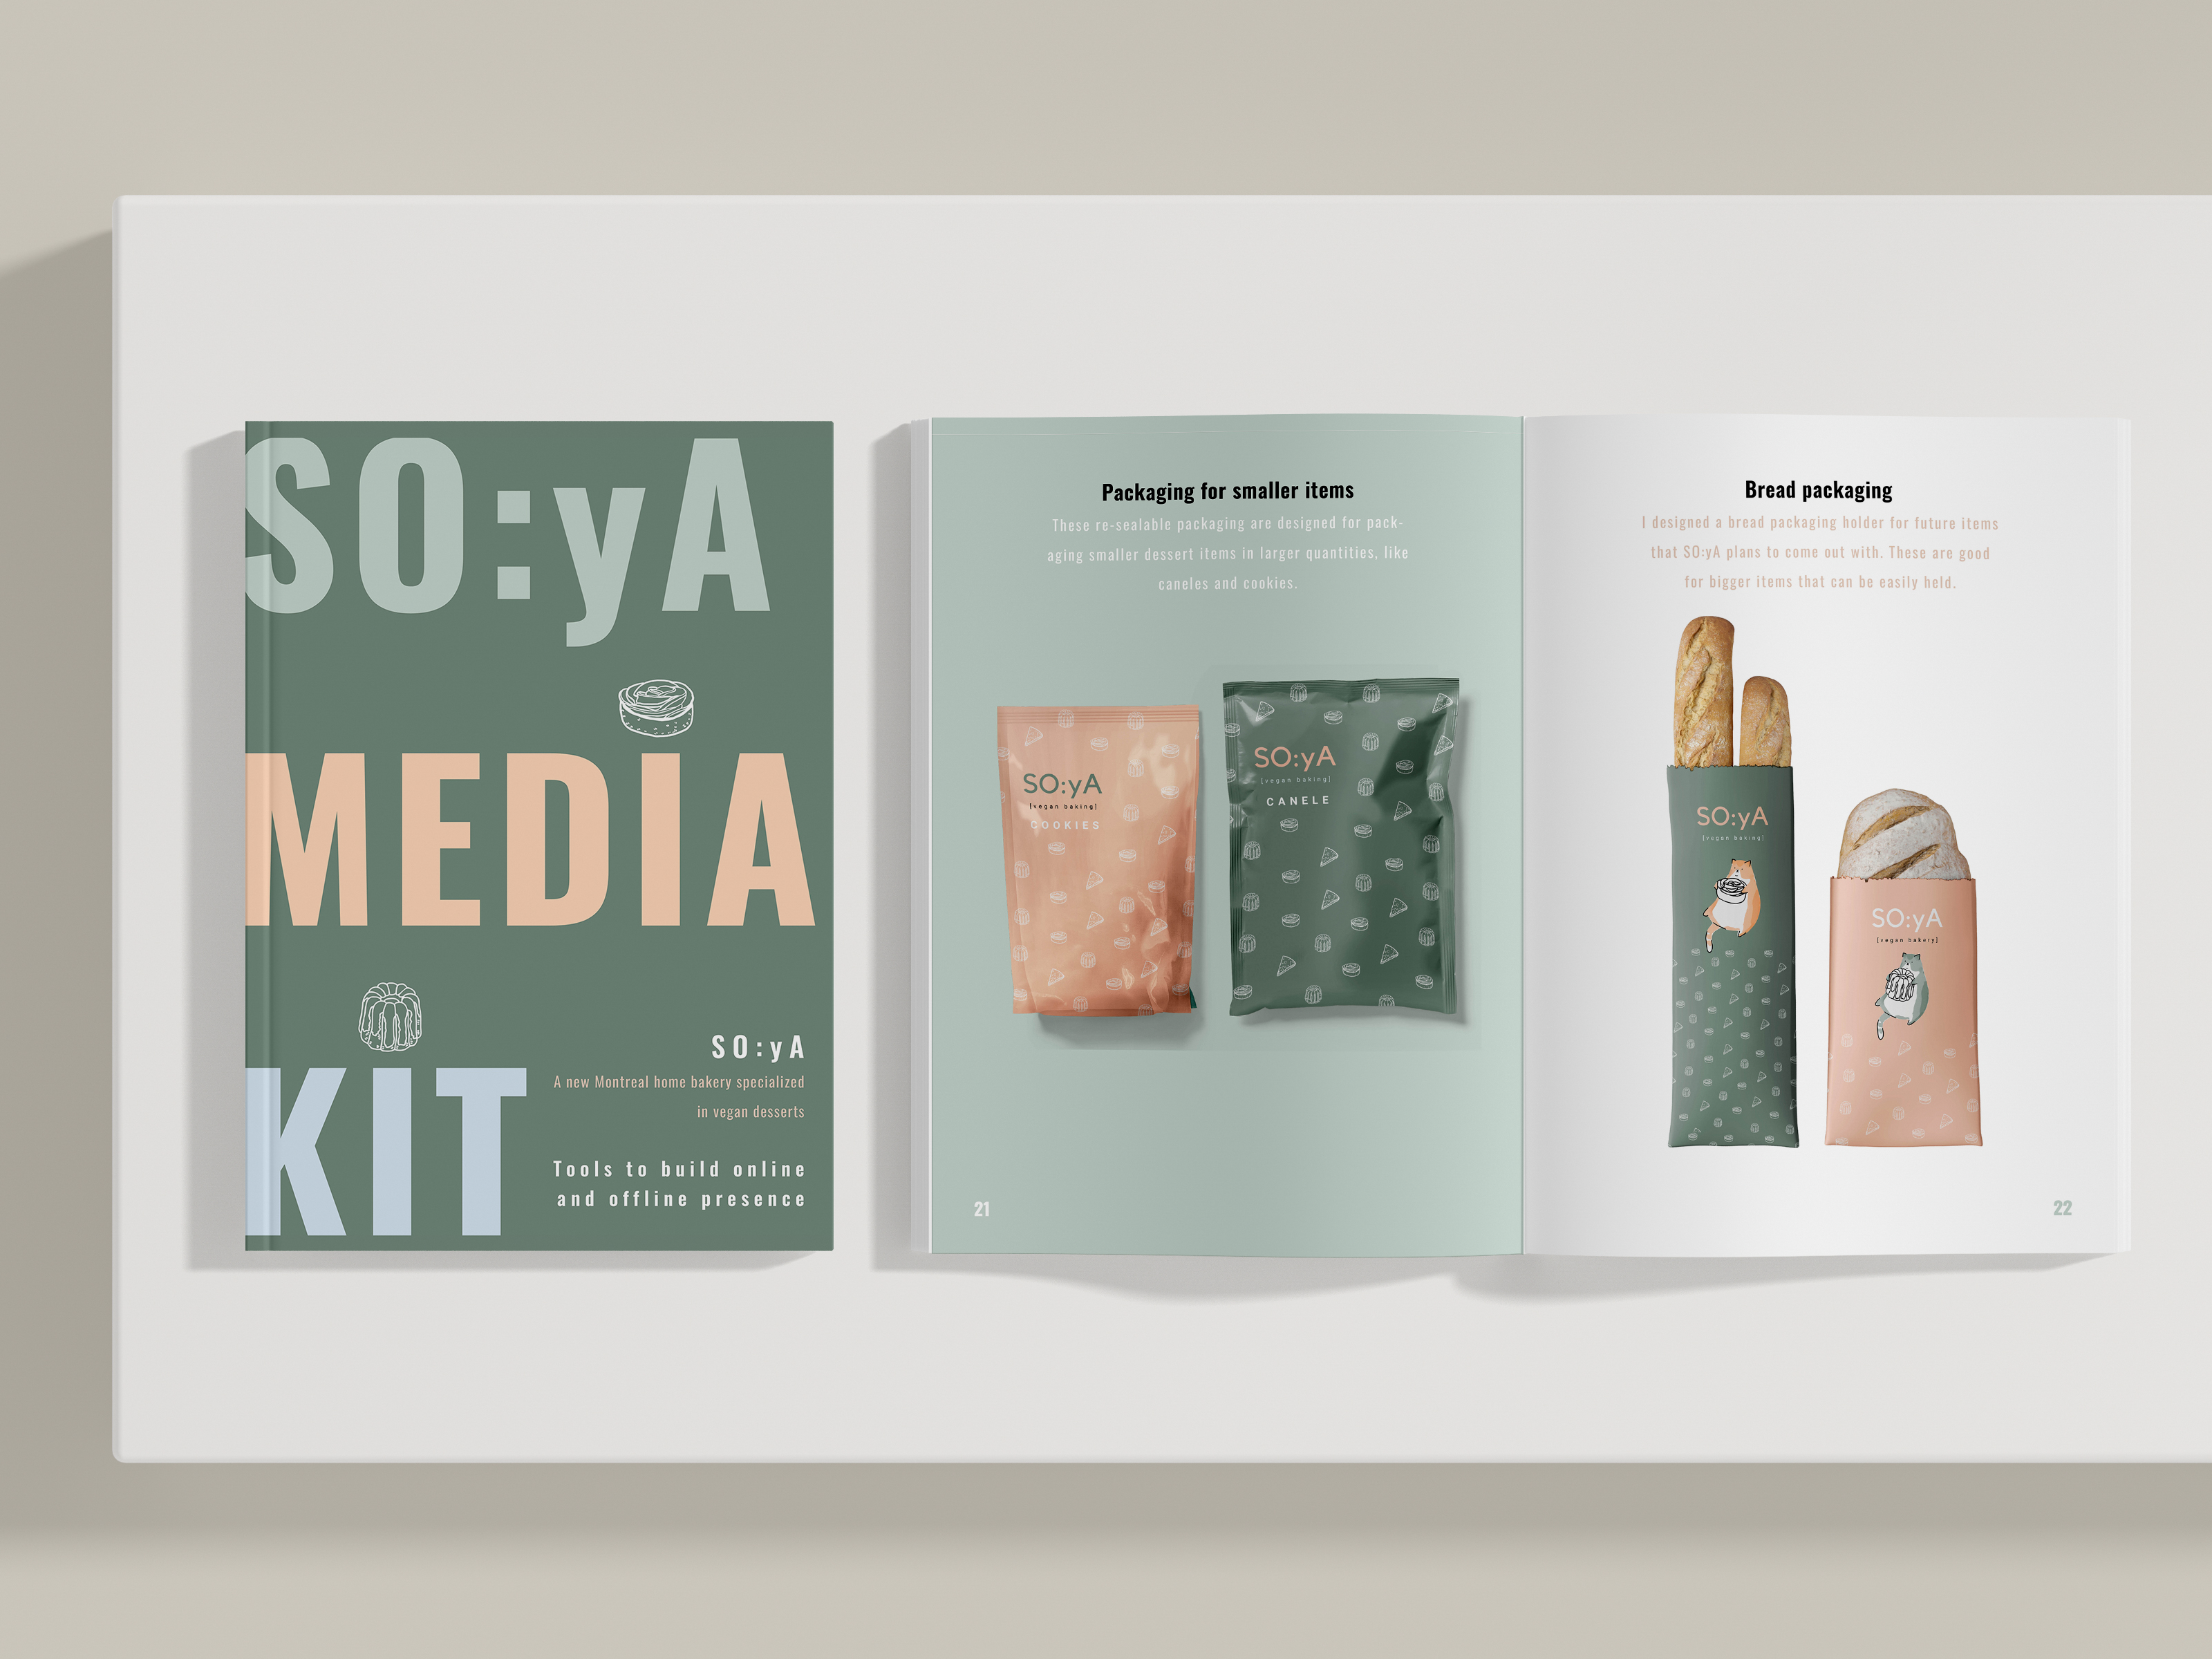 SO:yA
MEDIA
KIT
SO:yA
A new Montreal home bakery specialized
in vegan desserts
Tools to build online
and offline presence
Packaging for smaller items
These re-sealable packaging are designed for pack-
aging smaller dessert items in larger quantities, like
caneles and cookies.
SO:yA
[vegan baking]
COOKIES
SO:yA
[vegan baking]
CANELE
21
Bread packaging
I designed a bread packaging holder for future items
that SO:yA plans to come out with. These are good
for bigger items that can be easily held.
SO:yA
[vegan baking]
SO:yA
[vegan bakery]
22